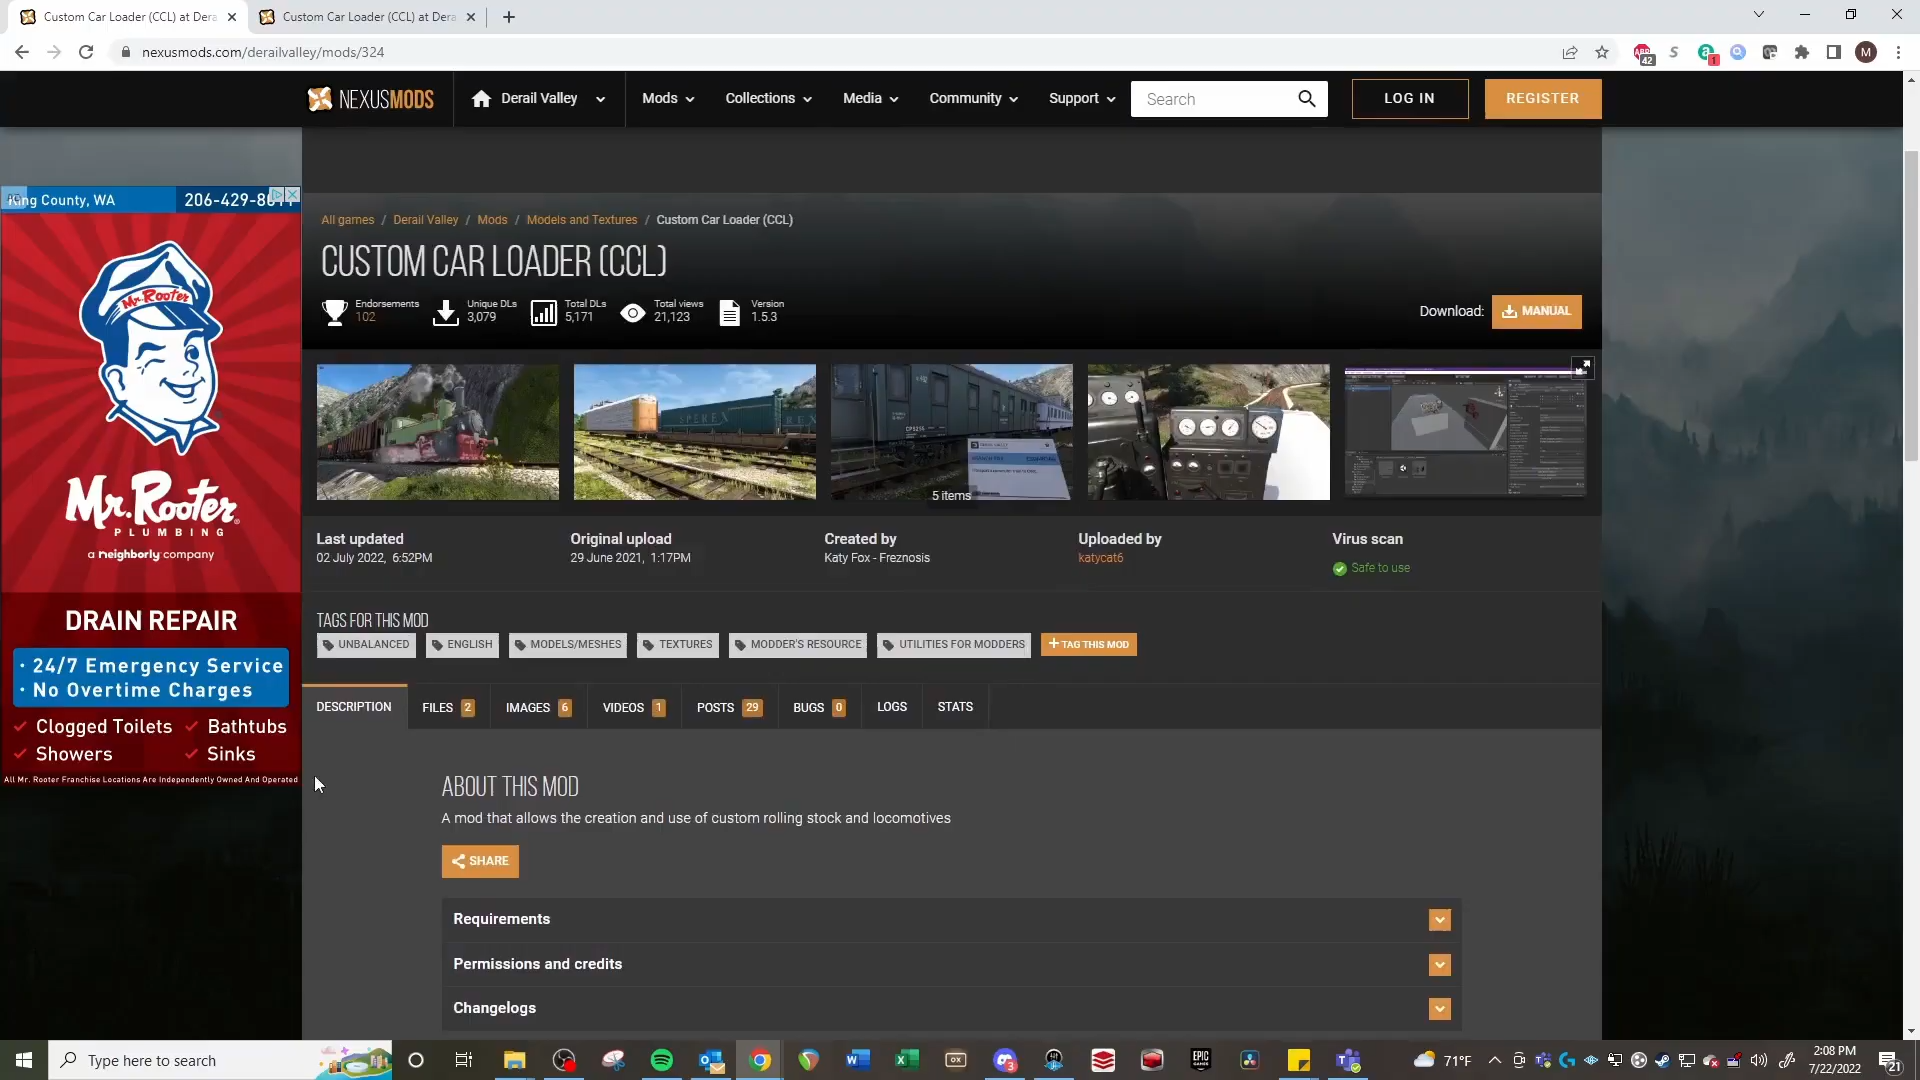 Custom Car Loader (CCL) at Dera
Custom Car Loader (CCL) at Dera
nexusmods.com/derailvalley/mods/324
42
1
M
NEXUSMODS
Derail Valley
Mods
Collections
Media
Community
Support
Search
LOG IN
REGISTER
King County, WA
Mr. Rooter
Mr. Rooter
PLUMBING
a neighborly company
DRAIN REPAIR
· 24/7 Emergency Service
· No Overtime Charges
Clogged Toilets
Bathtubs
Showers
Sinks
All Mr. Rooter Franchise Locations Are Independently Owned And Operated
All games / Derail Valley / Mods / Models and Textures / Custom Car Loader (CCL)
CUSTOM CAR LOADER (CCL)
Endorsements
102
Unique DLs
3,079
Total DLs
5,171
Total views
21,123
Version
1.5.3
Download:
MANUAL
5 items
Last updated
02 July 2022, 6:52PM
Original upload
29 June 2021, 1:17PM
Created by
Katy Fox - Freznosis
Uploaded by
katycat6
Virus scan
Safe to use
TAGS FOR THIS MOD
UNBALANCED
ENGLISH
MODELS/MESHES
TEXTURES
MODDER'S RESOURCE
UTILITIES FOR MODDERS
+ TAG THIS MOD
DESCRIPTION
FILES 2
IMAGES 6
VIDEOS 1
POSTS 29
BUGS 0
LOGS
STATS
ABOUT THIS MOD
A mod that allows the creation and use of custom rolling stock and locomotives
SHARE
Requirements
Permissions and credits
Changelogs
Type here to search
71°F
2:08 PM
7/22/2022
21